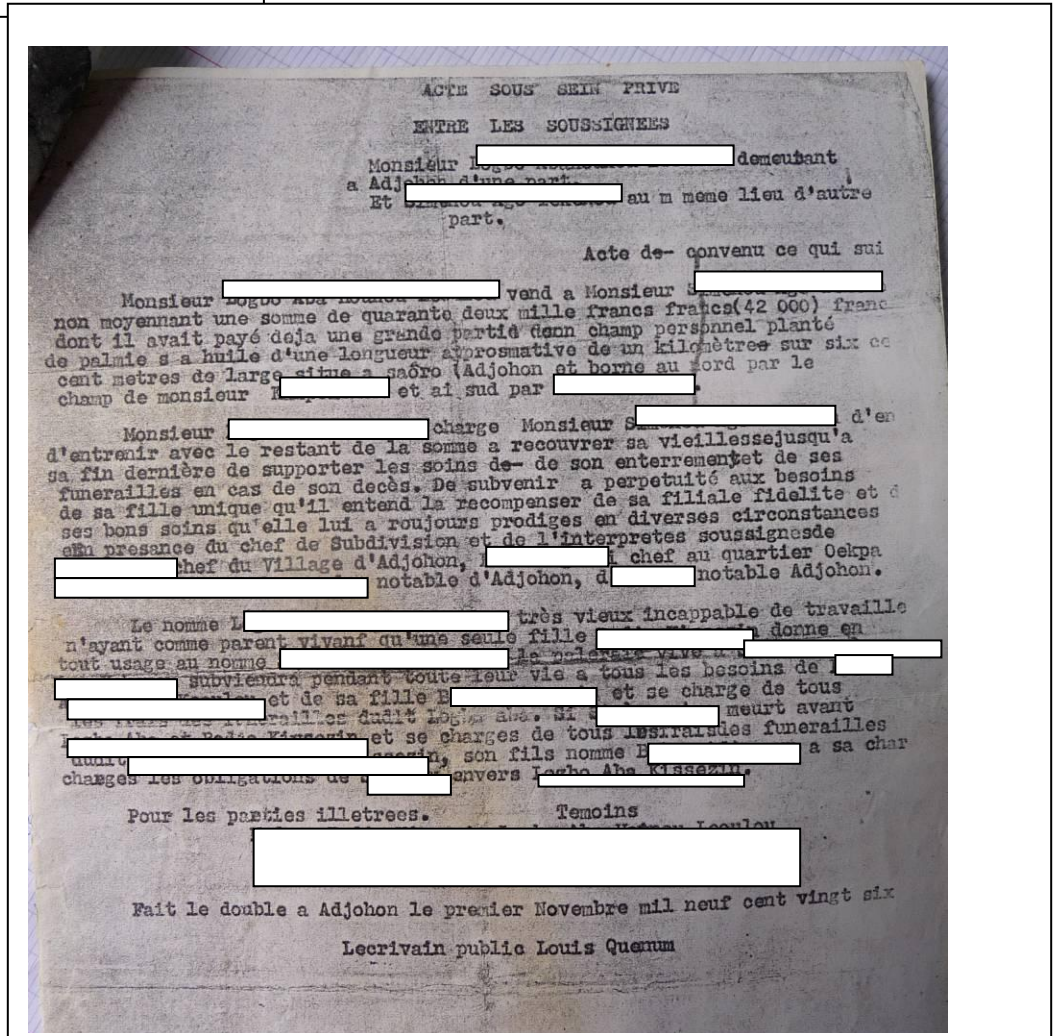 ACTE SOUS SEIN PRIVE
ENTRE LES SOUSSIGNEES
Monsieur demeutant
a d'une part.
Et au m meme lieu d'autre
part.
Acte de- convenu ce qui sui
Monsieur vend a Monsieur
non moyennant une somme de quarante deux mille francs francs(42 000) franc
dont il avait payé deja une grande partid donn champ personnel planté
de palmie s a huile d'une longueur approsmative de un kilomètres sur six ce
cent metres de large situe a saôro (Adjohon et borne au nord par le
champ de monsieur et ai sud par .
Monsieur charge Monsieur d'en
d'entrenir avec le restant de la somme a recouvrer sa vieillessejusqu'a
sa fin dernière de supporter les soins de- de son enterrementet de ses
funerailles en cas de son decès. De subvenir a perpetuité aux besoins
de sa fille unique qu'il entend la recompenser de sa filiale fidelite et d
ses bons soins qu'elle lui a roujours prodiges en diverses circonstances
en presance du chef de Subdivision et de l'interpretes soussignesde
chef du Village d'Adjohon, chef au quartier Oekpa
notable d'Adjohon, d notable Adjohon.
Le nomme L très vieux incappable de travaille
n'ayant comme parent vivanf qu'une seule fille donne en
tout usage au nomme
subviendra pendant toute leur vie a tous les besoins de
et de sa fille B et se charge de tous
les frais des funerailles dudit Logbo aba. Si meurt avant
et se charges de tous funerailles
dudit son fils nomme B a sa char
charges les obligations de envers Logbo Aba Kissezin.
Pour les parties illetrees. Temoins
Fait le double a Adjohon le premier Novembre mil neuf cent vingt six
Lecrivain public Louis Quenum